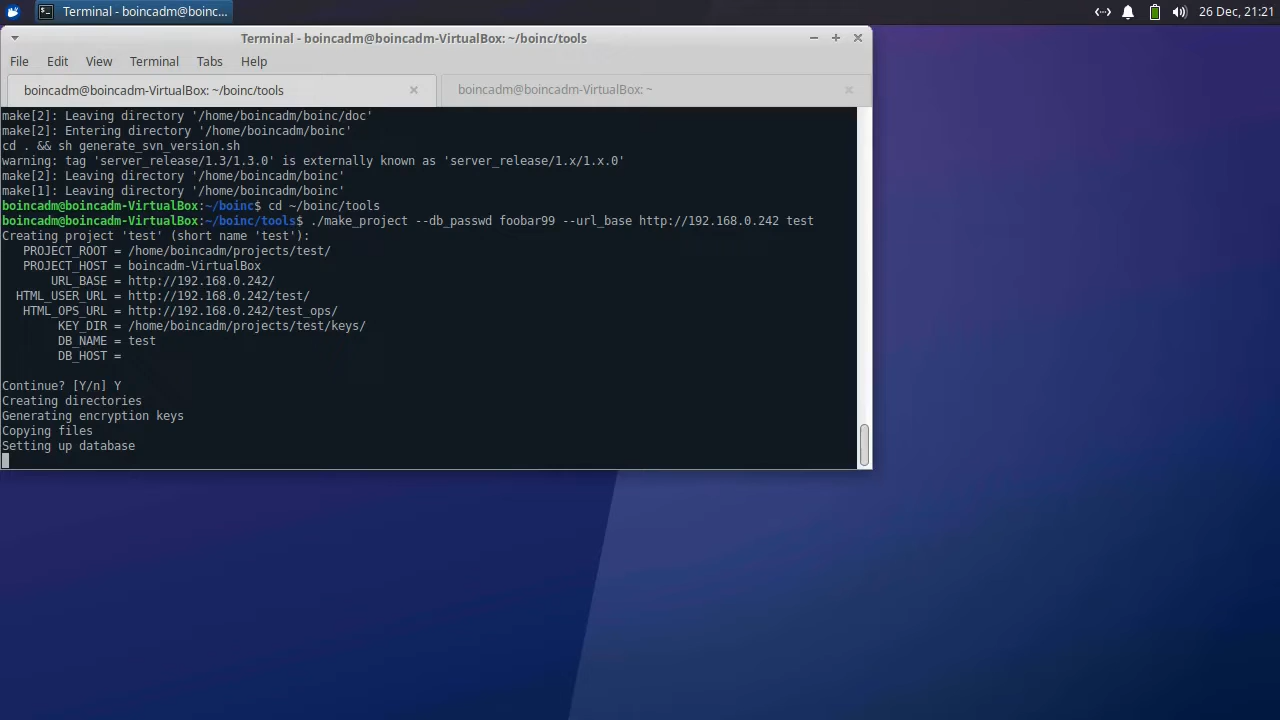 Terminal - boincadm@boinc...
26 Dec, 21:21
Terminal - boincadm@boincadm-VirtualBox: ~/boinc/tools
File Edit View Terminal Tabs Help
boincadm@boincadm-VirtualBox: ~/boinc/tools
boincadm@boincadm-VirtualBox: ~
make[2]: Leaving directory '/home/boincadm/boinc/doc'
make[2]: Entering directory '/home/boincadm/boinc'
cd . && sh generate_svn_version.sh
warning: tag 'server_release/1.3/1.3.0' is externally known as 'server_release/1.x/1.x.0'
make[2]: Leaving directory '/home/boincadm/boinc'
make[1]: Leaving directory '/home/boincadm/boinc'
boincadm@boincadm-VirtualBox:~/boinc$ cd ~/boinc/tools
boincadm@boincadm-VirtualBox:~/boinc/tools$ ./make_project --db_passwd foobar99 --url_base http://192.168.0.242 test
Creating project 'test' (short name 'test'):
PROJECT_ROOT = /home/boincadm/projects/test/
PROJECT_HOST = boincadm-VirtualBox
URL_BASE = http://192.168.0.242/
HTML_USER_URL = http://192.168.0.242/test/
HTML_OPS_URL = http://192.168.0.242/test_ops/
KEY_DIR = /home/boincadm/projects/test/keys/
DB_NAME = test
DB_HOST =
Continue? [Y/n] Y
Creating directories
Generating encryption keys
Copying files
Setting up database